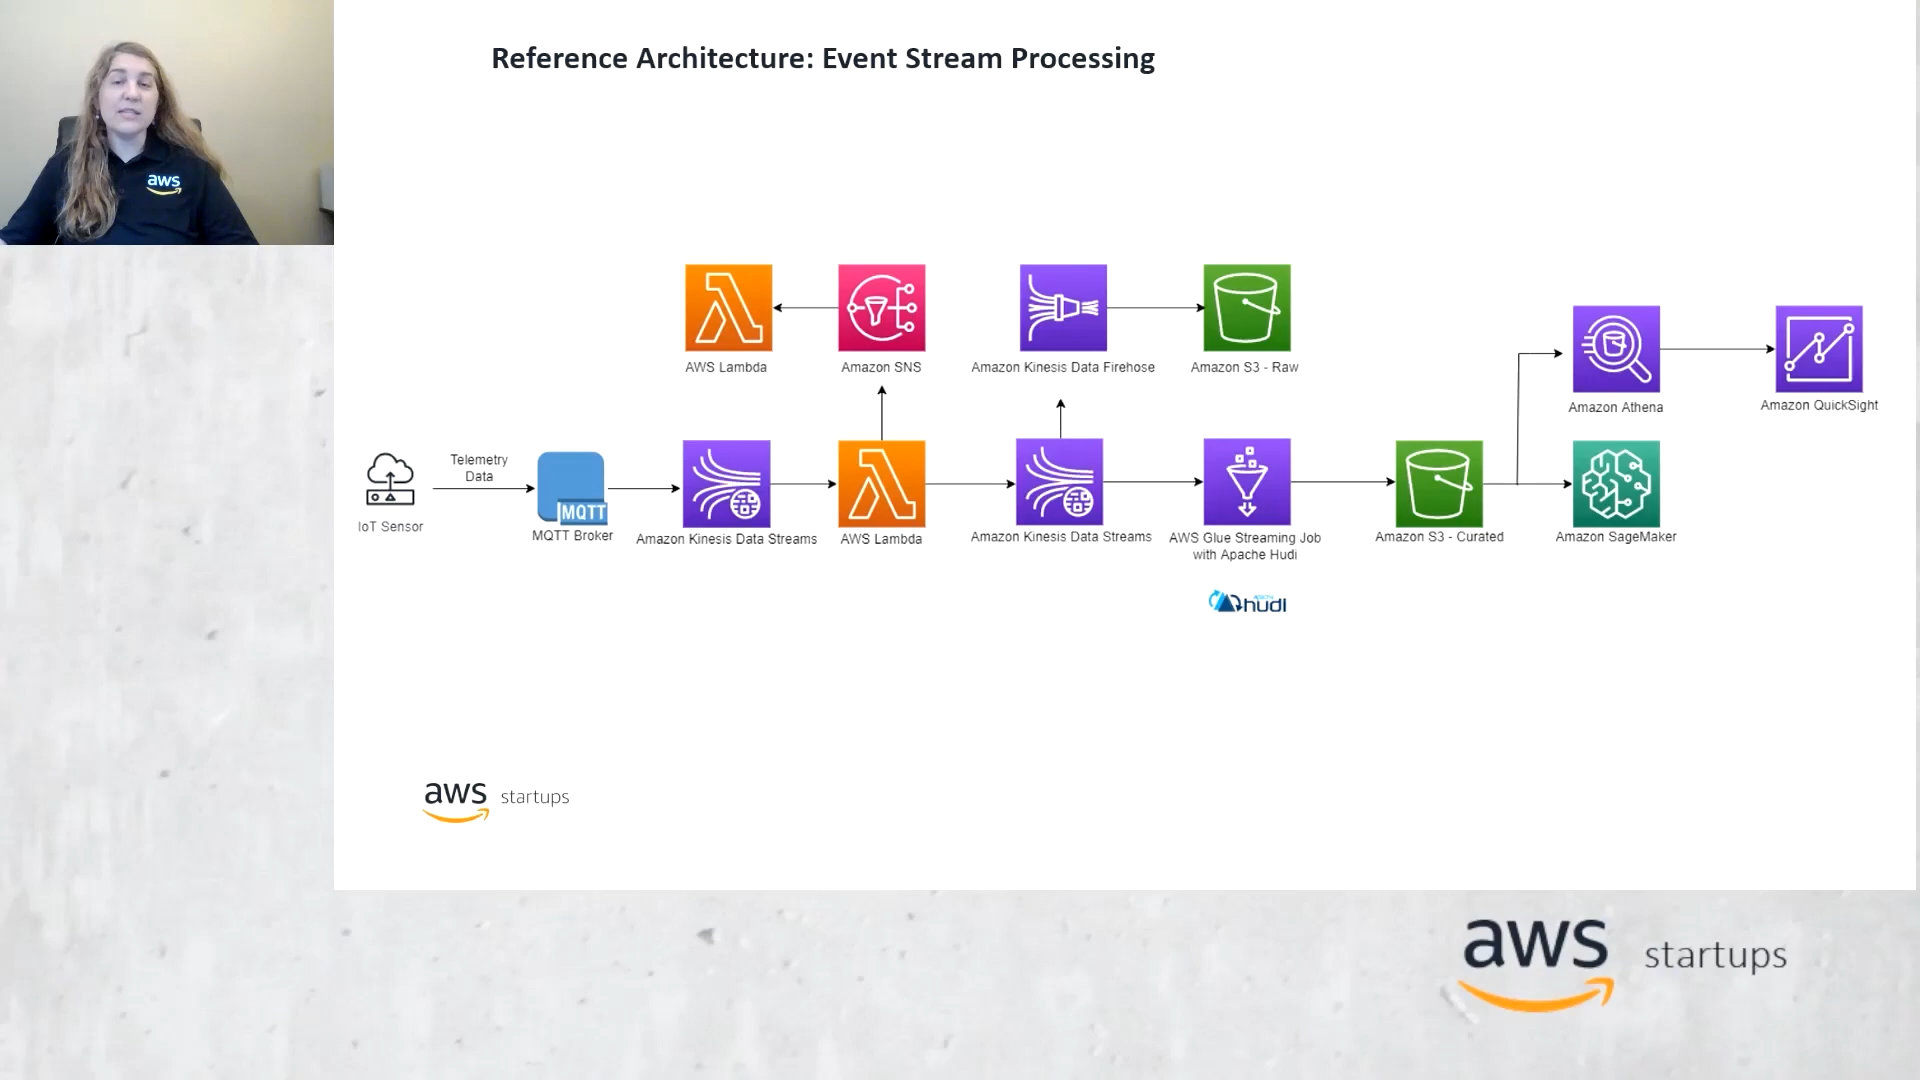 Reference Architecture: Event Stream Processing
aws
AWS Lambda
Amazon SNS
Amazon Kinesis Data Firehose
Amazon S3 - Raw
Amazon Athena
Amazon QuickSight
Telemetry
Data
IoT Sensor
MQTT
MQTT Broker
Amazon Kinesis Data Streams
AWS Lambda
Amazon Kinesis Data Streams
AWS Glue Streaming Job
with Apache Hudi
Amazon S3 - Curated
Amazon SageMaker
hudi
aws startups
aws startups